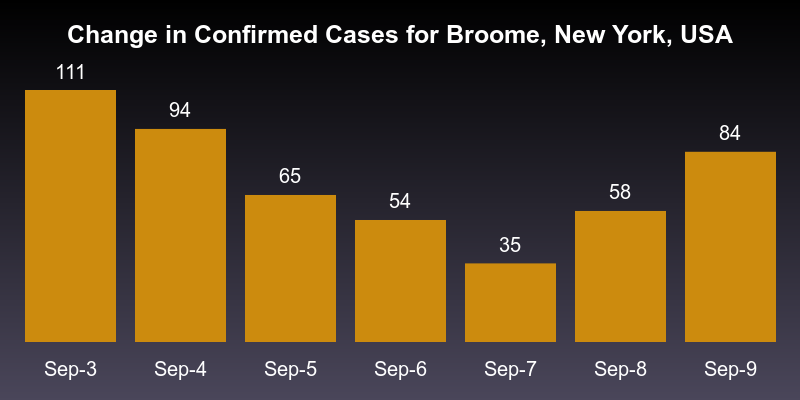 Change in Confirmed Cases for Broome, New York, USA
111
94
65
54
35
58
84
Sep-3
Sep-4
Sep-5
Sep-6
Sep-7
Sep-8
Sep-9